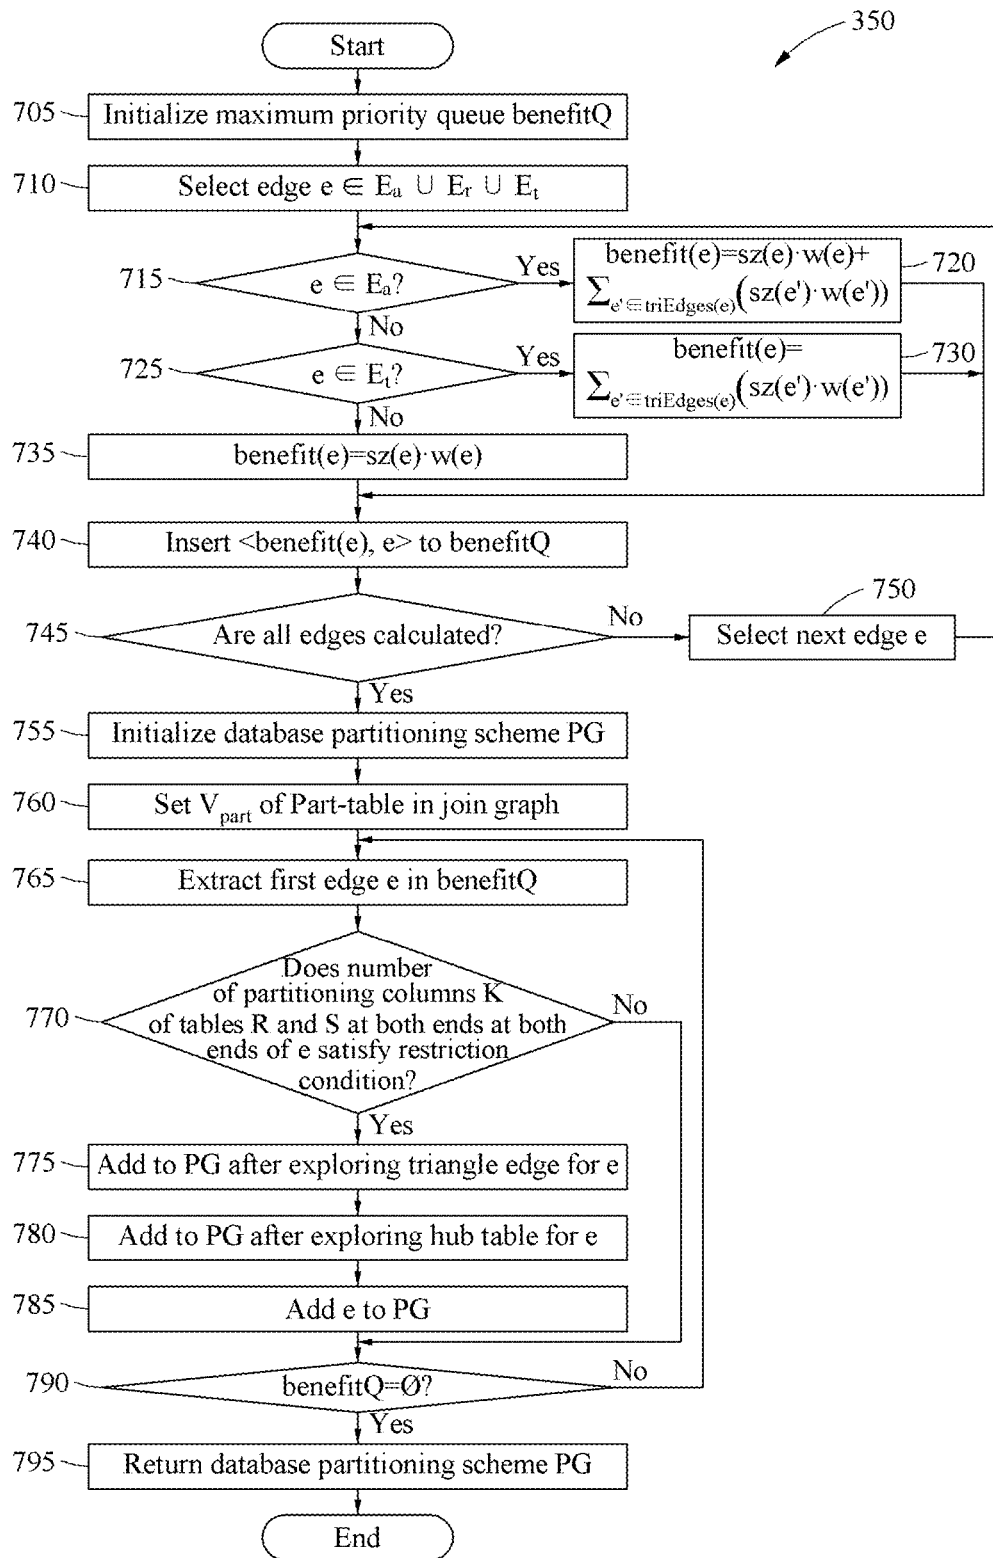 350
Start
705
Initialize maximum priority queue benefitQ
710
Select edge e ∈ Eₐ ∪ Eᵣ ∪ Eₜ
715
e ∈ Eₐ?
Yes
benefit(e)=sz(e)·w(e)+
∑e'∈triEdges(e)(sz(e')·w(e'))
720
No
725
e ∈ Eₜ?
Yes
benefit(e)=
∑e'∈triEdges(e)(sz(e')·w(e'))
730
No
735
benefit(e)=sz(e)·w(e)
740
Insert <benefit(e), e> to benefitQ
745
Are all edges calculated?
No
750
Select next edge e
Yes
755
Initialize database partitioning scheme PG
760
Set Vpart of Part-table in join graph
765
Extract first edge e in benefitQ
770
Does number
of partitioning columns K
of tables R and S at both ends at both
ends of e satisfy restriction
condition?
No
Yes
775
Add to PG after exploring triangle edge for e
780
Add to PG after exploring hub table for e
785
Add e to PG
790
benefitQ=Ø?
No
Yes
795
Return database partitioning scheme PG
End